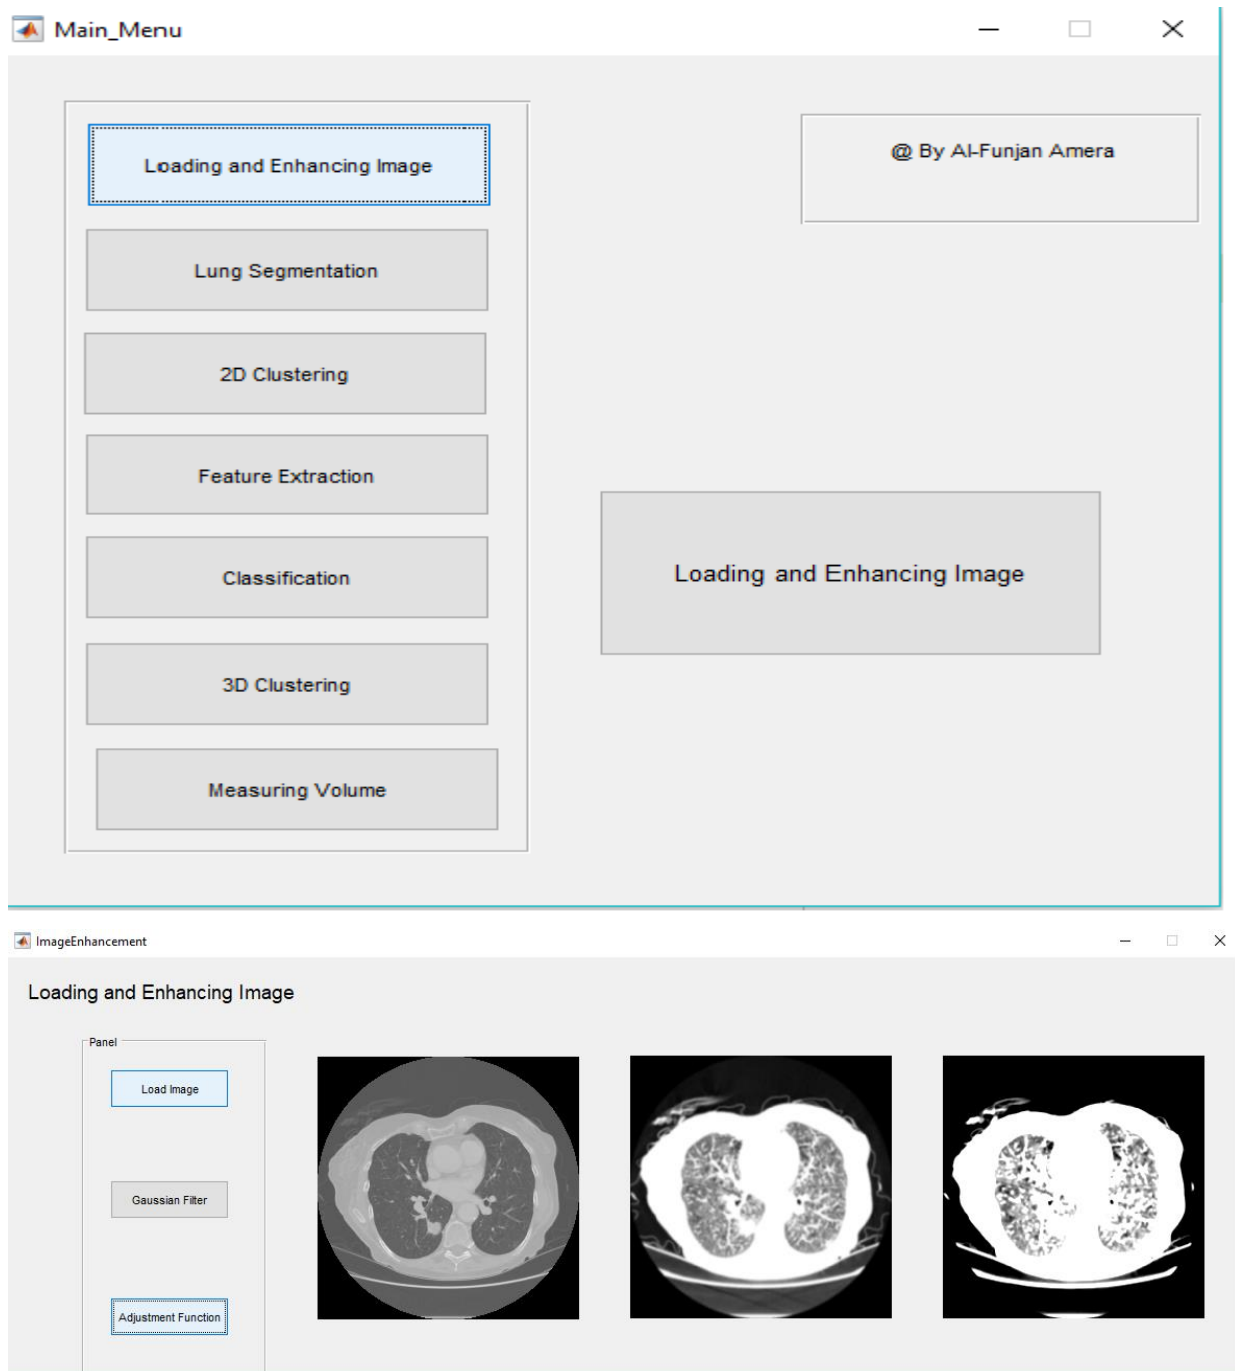 Main_Menu
Loading and Enhancing Image
@ By Al-Funjan Amera
Lung Segmentation
2D Clustering
Feature Extraction
Classification
Loading and Enhancing Image
3D Clustering
Measuring Volume
ImageEnhancement
Loading and Enhancing Image
Panel
Load Image
Gaussian Filter
Adjustment Function